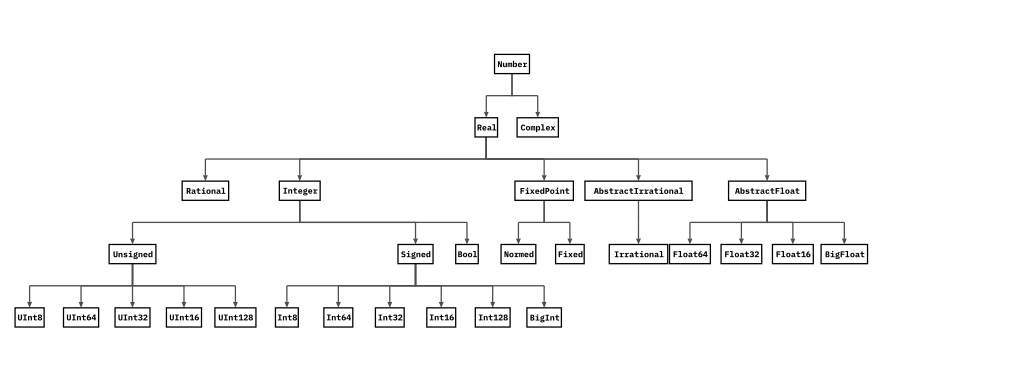 Number
Real Complex
Rational Integer FixedPoint AbstractIrrational AbstractFloat
Unsigned Signed Bool Normed Fixed Irrational Float64 Float32 Float16 BigFloat
UInt8 UInt64 UInt32 UInt16 UInt128 Int8 Int64 Int32 Int16 Int128 BigInt